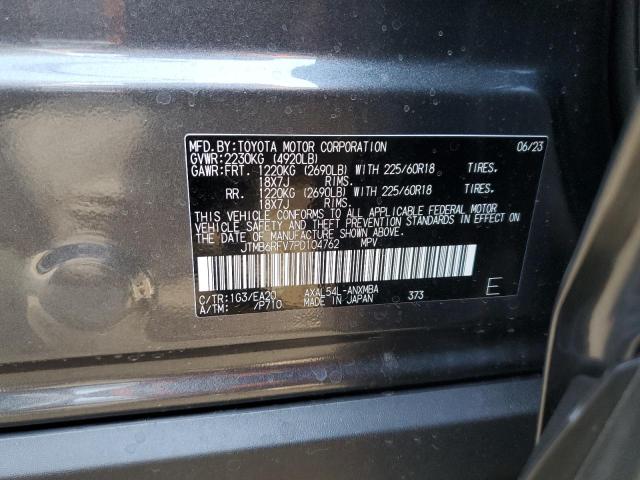 MFD.BY:TOYOTA MOTOR CORPORATION 06/23
GVWR:2230KG (4920LB)
GAWR:FRT. 1220KG (2690LB) WITH 225/60R18 TIRES.
18X7J RIMS.
RR. 1220KG (2690LB) WITH 225/60R18 TIRES.
18X7J RIMS.
THIS VEHICLE CONFORMS TO ALL APPLICABLE FEDERAL MOTOR
VEHICLE SAFETY AND THEFT PREVENTION STANDARDS IN EFFECT ON
THE DATE OF MANUFACTURE SHOWN ABOVE.
JTMB6RFV7PD104762 MPV
C/TR:1G3/EA20 AXAL54L-ANXMBA E
A/TM: /P710 MADE IN JAPAN 373